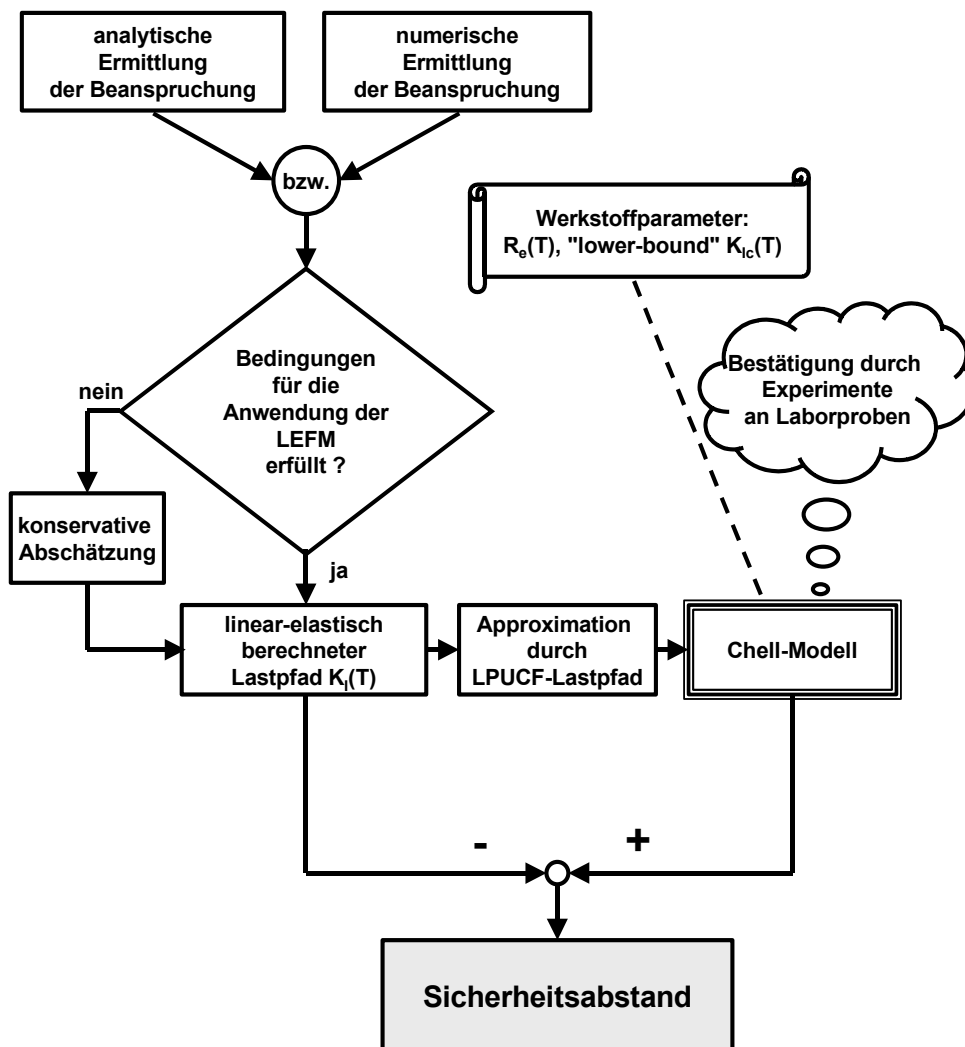 analytische
Ermittlung
der Beanspruchung
numerische
Ermittlung
der Beanspruchung
bzw.
Werkstoffparameter:
Re(T), "lower-bound" KIc(T)
Bedingungen
für die
Anwendung der
LEFM
erfüllt ?
nein
Bestätigung durch
Experimente
an Laborproben
konservative
Abschätzung
ja
linear-elastisch
berechneter
Lastpfad KI(T)
Approximation
durch
LPUCF-Lastpfad
Chell-Modell
-
+
Sicherheitsabstand